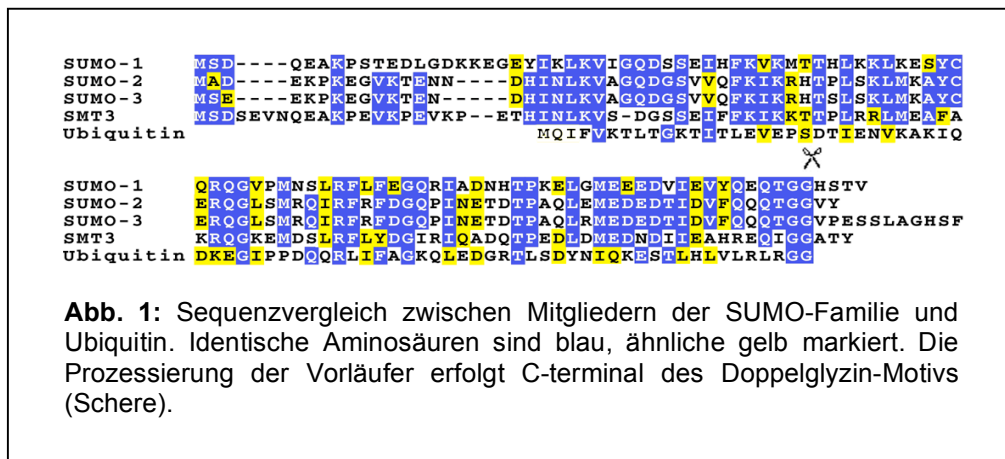 SUMO-1 MSD----QEAKPSTEDLGDKKEGEYIKLKVIGQDSSEIHFKVKMTTHLKKLKESYC
SUMO-2 MAD----EKPKEGVKTENN----DHINLKVAGQDGSVVQFKIKRHTPLSKLMKAYC
SUMO-3 MSE----EKPKEGVKTEN-----DHINLKVAGQDGSVVQFKIKRHTSLSKLMKAYC
SMT3 MSDSEVNQEAKPEVKPEVKP--ETHINLKVS-DGSSEIFFKIKKTTPLRRLMEAFA
Ubiquitin MQIFVKTLTGKTITLEVEPSDTIENVKAKIQ
SUMO-1 QRQGVPMNSLRFLFEGQRIADNHTPKELGMEEEDVIEVYQEQTGGHSTV
SUMO-2 ERQGLSMRQIRFRFDGQPINETDTPAQLEMEDEDTIDVFQQQTGGVY
SUMO-3 ERQGLSMRQIRFRFDGQPINETDTPAQLRMEDEDTIDVFQQQTGGVPESSLAGHSF
SMT3 KRQGKEMDSLRFLYDGIRIQADQTPEDLDMEDNDIIEAHREQIGGATY
Ubiquitin DKEGIPPDQQRLIFAGKQLEDGRTLSDYNIQKESTLHLVLRLRGG
Abb. 1: Sequenzvergleich zwischen Mitgliedern der SUMO-Familie und
Ubiquitin. Identische Aminosäuren sind blau, ähnliche gelb markiert. Die
Prozessierung der Vorläufer erfolgt C-terminal des Doppelglyzin-Motivs
(Schere).